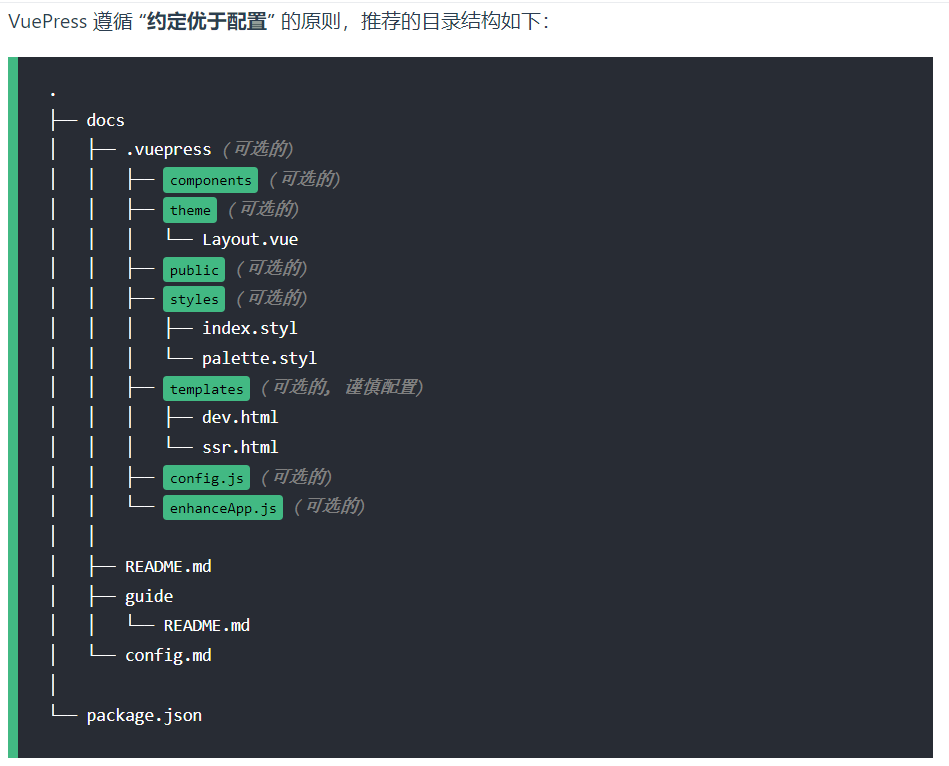 VuePress 遵循 “约定优于配置” 的原则，推荐的目录结构如下：
.
├── docs
│   ├── .vuepress (可选的)
│   │   ├── components (可选的)
│   │   ├── theme (可选的)
│   │   │   └── Layout.vue
│   │   ├── public (可选的)
│   │   ├── styles (可选的)
│   │   │   ├── index.styl
│   │   │   └── palette.styl
│   │   ├── templates (可选的, 谨慎配置)
│   │   │   ├── dev.html
│   │   │   └── ssr.html
│   │   ├── config.js (可选的)
│   │   └── enhanceApp.js (可选的)
│   │
│   ├── README.md
│   ├── guide
│   │   └── README.md
│   └── config.md
│
└── package.json